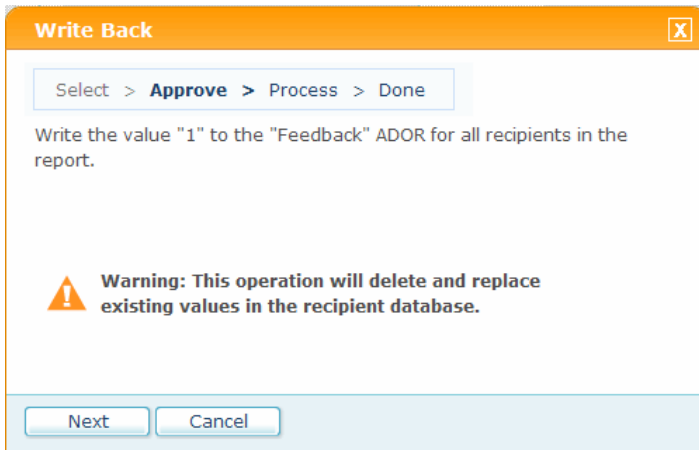 Write Back
X
Select > Approve > Process > Done
Write the value "1" to the "Feedback" ADOR for all recipients in the
report.
Warning: This operation will delete and replace
existing values in the recipient database.
Next Cancel